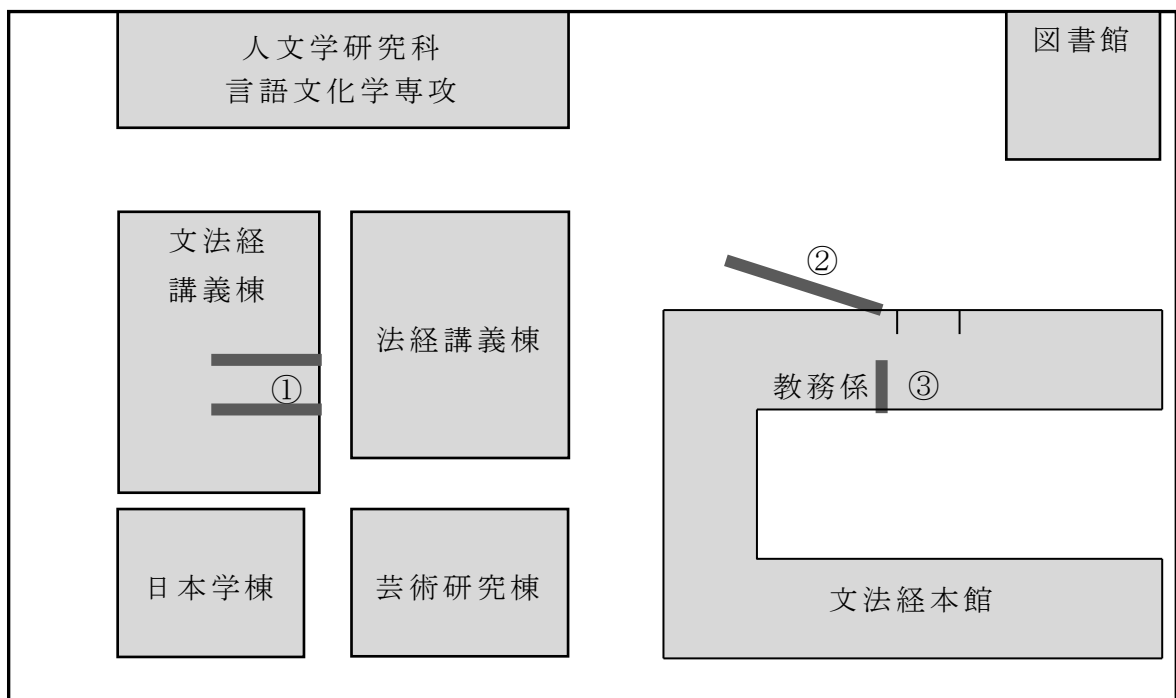 人文学研究科
言語文化学専攻
図書館
文法経
講義棟
①
法経講義棟
②
教務係
③
日本学棟
芸術研究棟
文法経本館